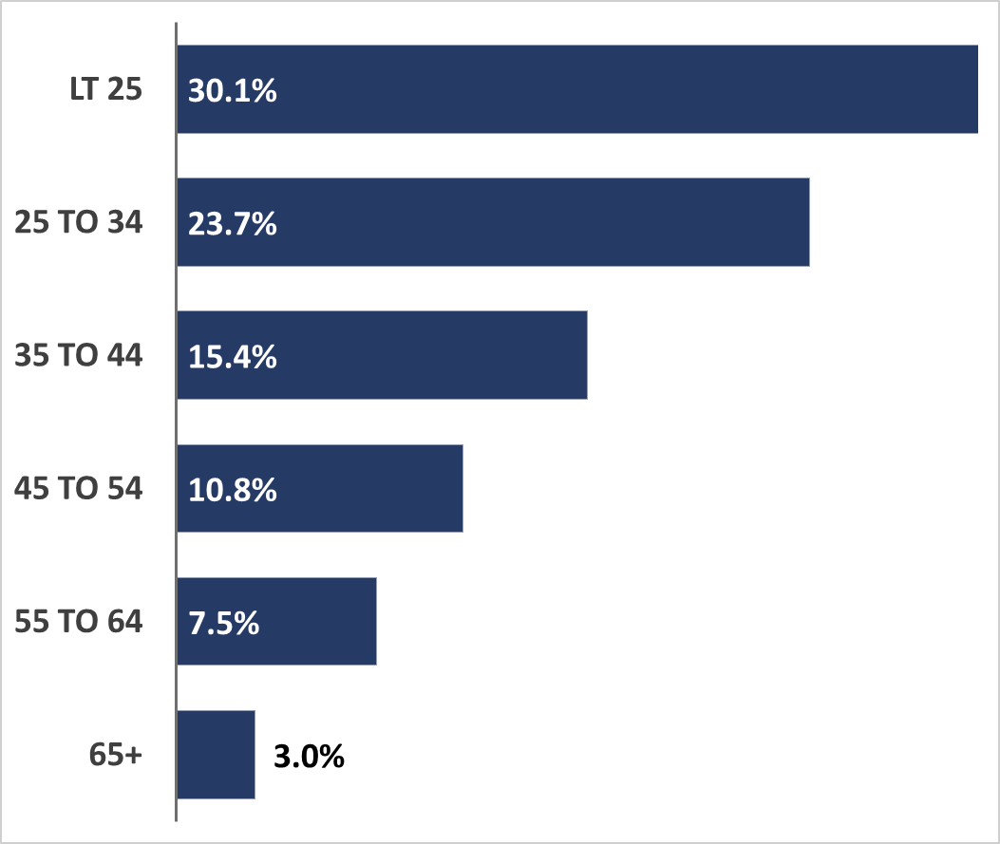 LT 25 30.1%
25 TO 34 23.7%
35 TO 44 15.4%
45 TO 54 10.8%
55 TO 64 7.5%
65+ 3.0%